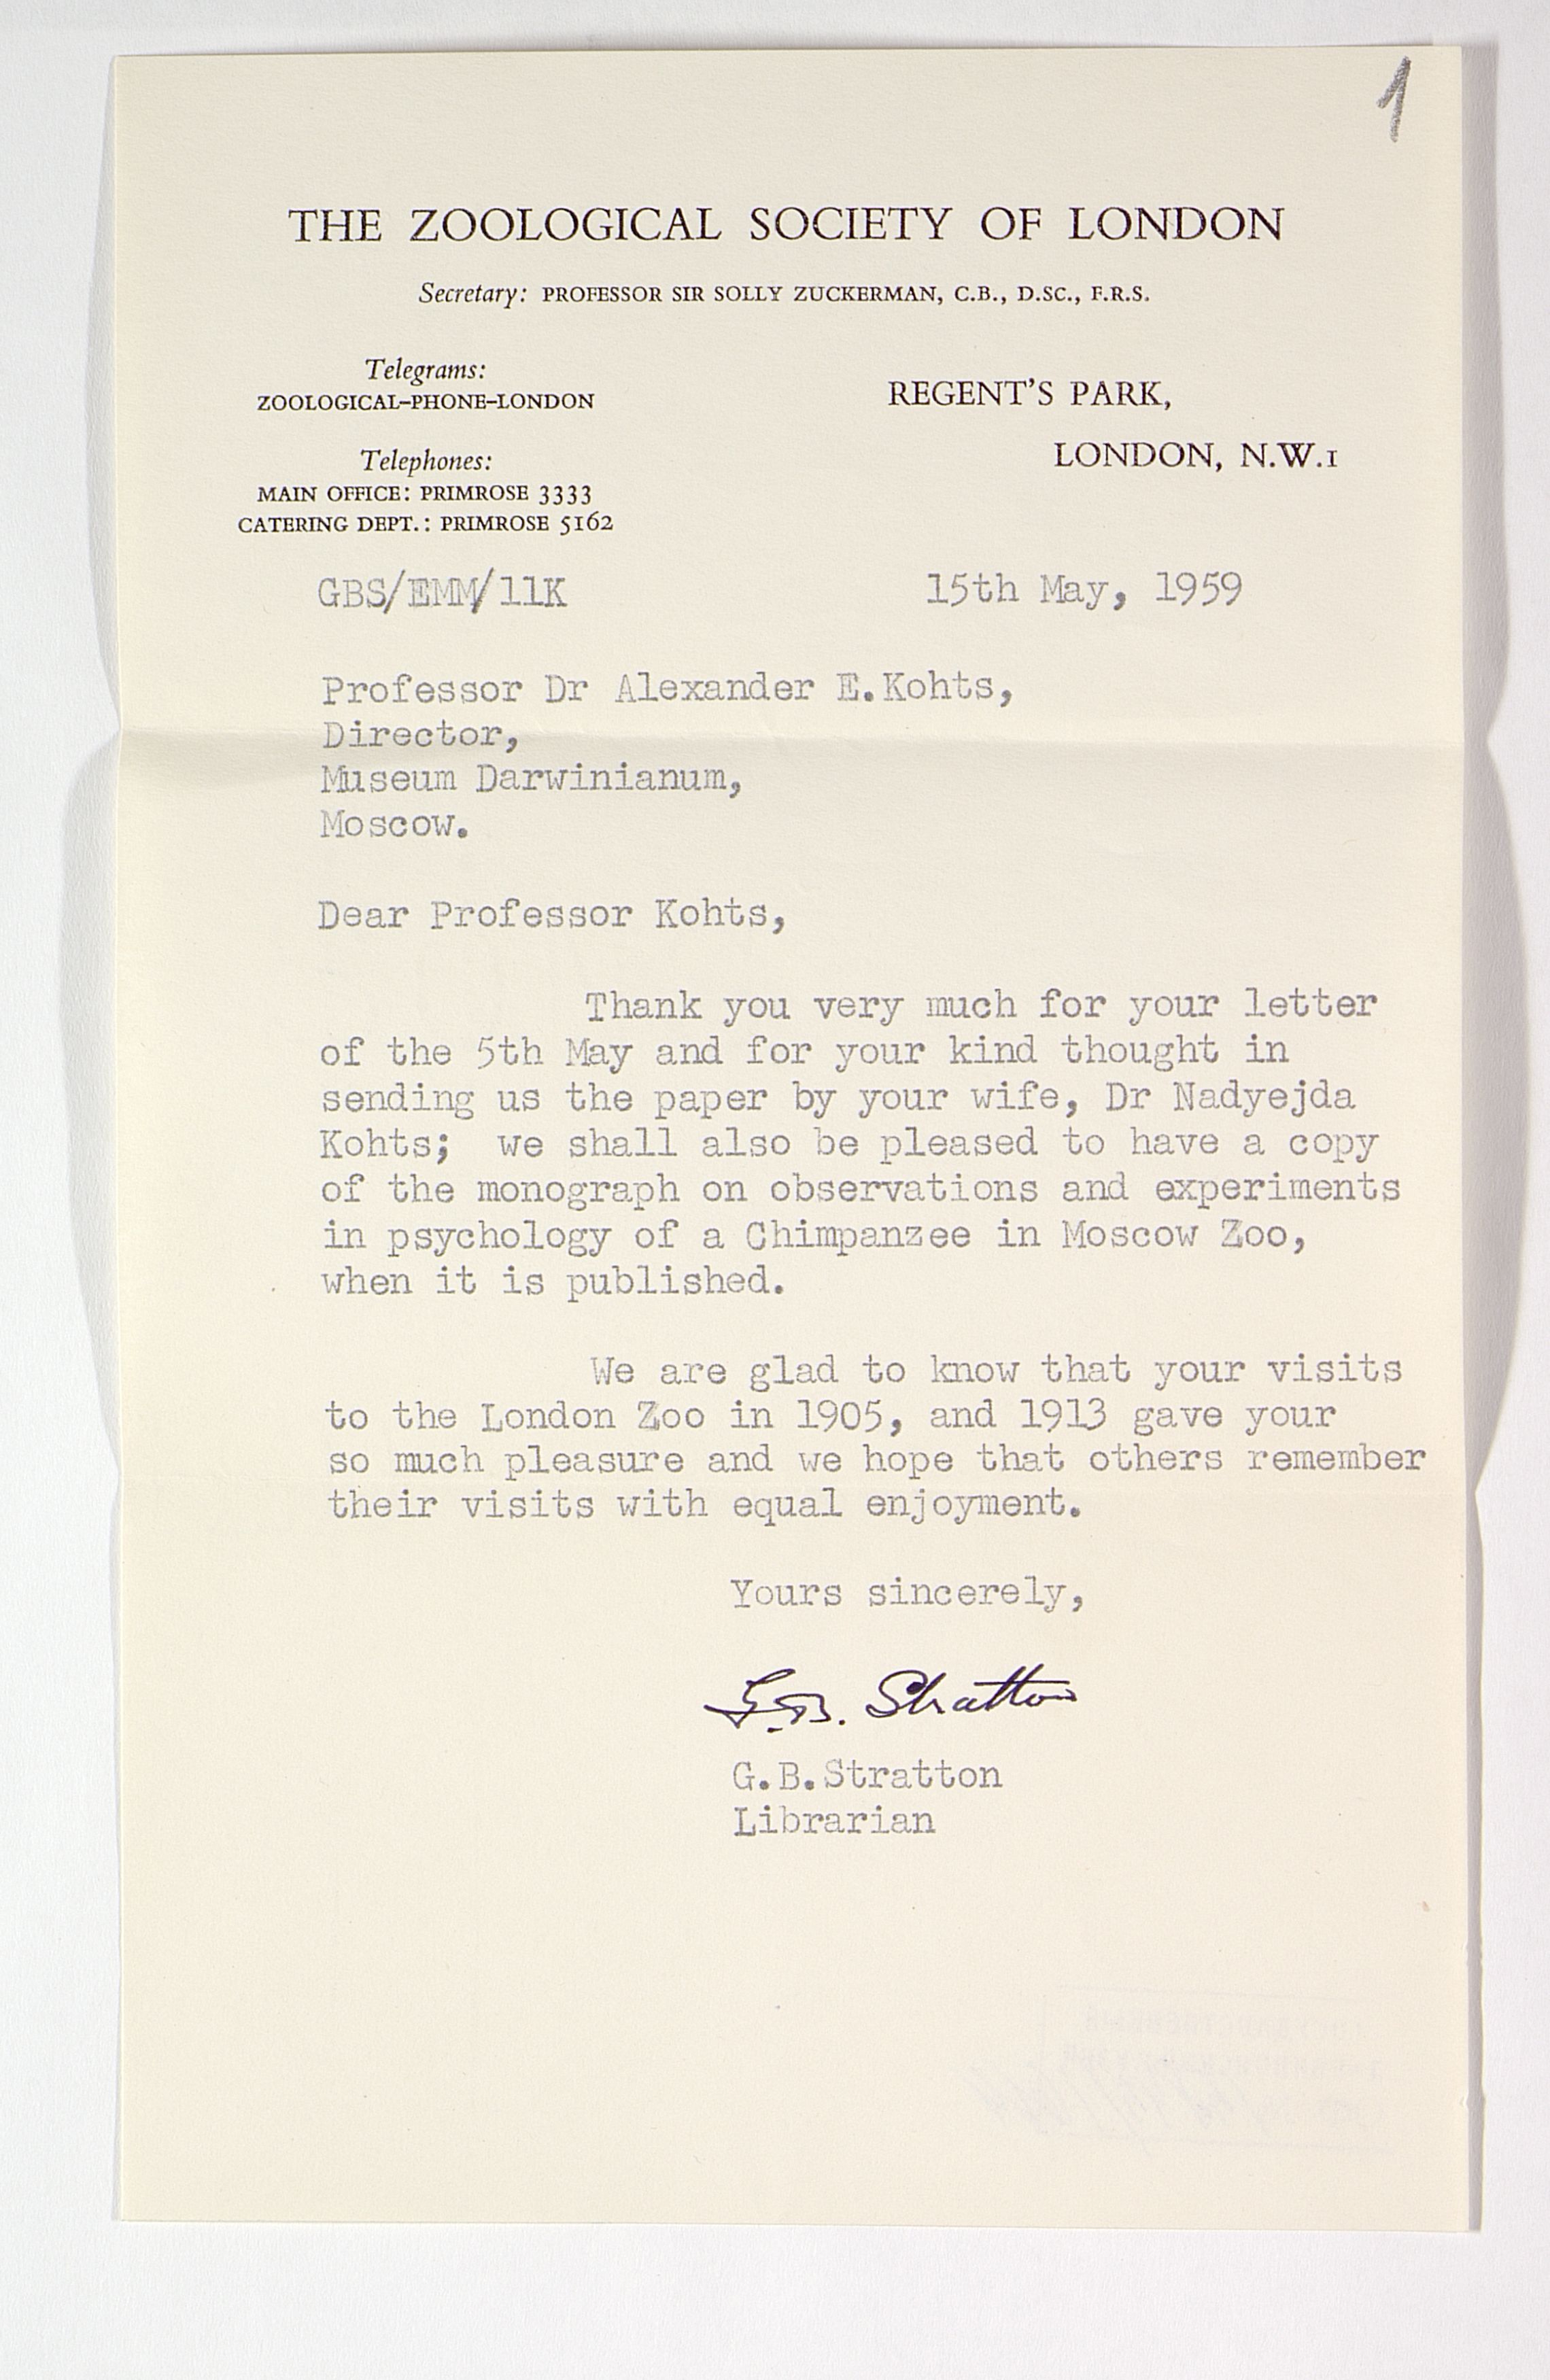 1
THE ZOOLOGICAL SOCIETY OF LONDON
Secretary: PROFESSOR SIR SOLLY ZUCKERMAN, C.B., D.SC., F.R.S.
Telegrams:
ZOOLOGICAL-PHONE-LONDON
Telephones:
MAIN OFFICE: PRIMROSE 3333
CATERING DEPT.: PRIMROSE 5162
REGENT'S PARK,
LONDON, N.W.1
GBS/EMM/11K
15th May, 1959
Professor Dr Alexander E.Kohts,
Director,
Museum Darwinianum,
Moscow.
Dear Professor Kohts,
Thank you very much for your letter
of the 5th May and for your kind thought in
sending us the paper by your wife, Dr Nadyejda
Kohts; we shall also be pleased to have a copy
of the monograph on observations and experiments
in psychology of a Chimpanzee in Moscow Zoo,
when it is published.
We are glad to know that your visits
to the London Zoo in 1905, and 1913 gave your
so much pleasure and we hope that others remember
their visits with equal enjoyment.
Yours sincerely,
G.B. Stratton
G.B.Stratton
Librarian